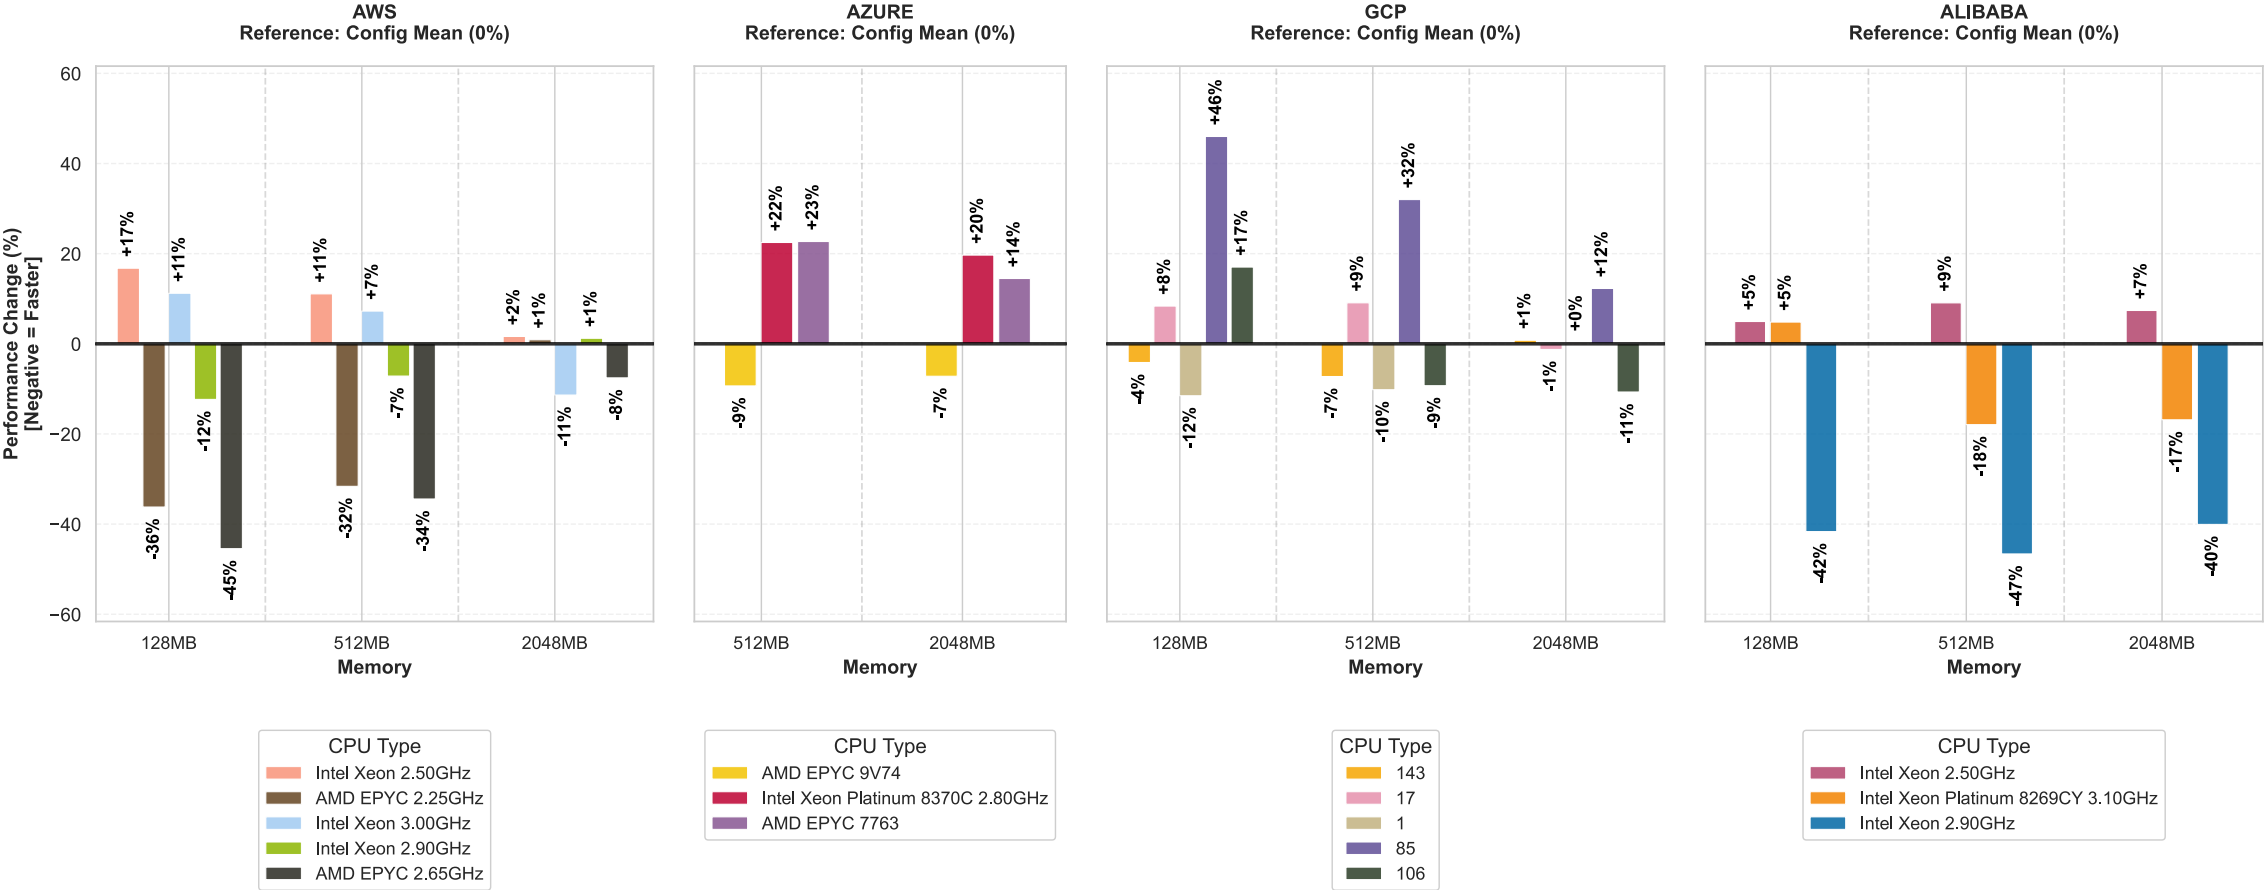 AWS
Reference: Config Mean (0%)
AZURE
Reference: Config Mean (0%)
GCP
Reference: Config Mean (0%)
ALIBABA
Reference: Config Mean (0%)
Performance Change (%)
[Negative = Faster]
60
40
20
0
−20
−40
−60
+17%
-36%
+11%
-12%
-45%
+11%
-32%
+7%
-7%
-34%
+2%
+1%
-11%
+1%
-8%
128MB
512MB
2048MB
Memory
-9%
+22%
+23%
-7%
+20%
+14%
512MB
2048MB
Memory
-4%
+8%
-12%
+46%
+17%
-7%
+9%
-10%
+32%
-9%
+1%
-1%
+0%
+12%
-11%
128MB
512MB
2048MB
Memory
+5%
+5%
-42%
+9%
-18%
-47%
+7%
-17%
-40%
128MB
512MB
2048MB
Memory
CPU Type
Intel Xeon 2.50GHz
AMD EPYC 2.25GHz
Intel Xeon 3.00GHz
Intel Xeon 2.90GHz
AMD EPYC 2.65GHz
CPU Type
AMD EPYC 9V74
Intel Xeon Platinum 8370C 2.80GHz
AMD EPYC 7763
CPU Type
143
17
1
85
106
CPU Type
Intel Xeon 2.50GHz
Intel Xeon Platinum 8269CY 3.10GHz
Intel Xeon 2.90GHz